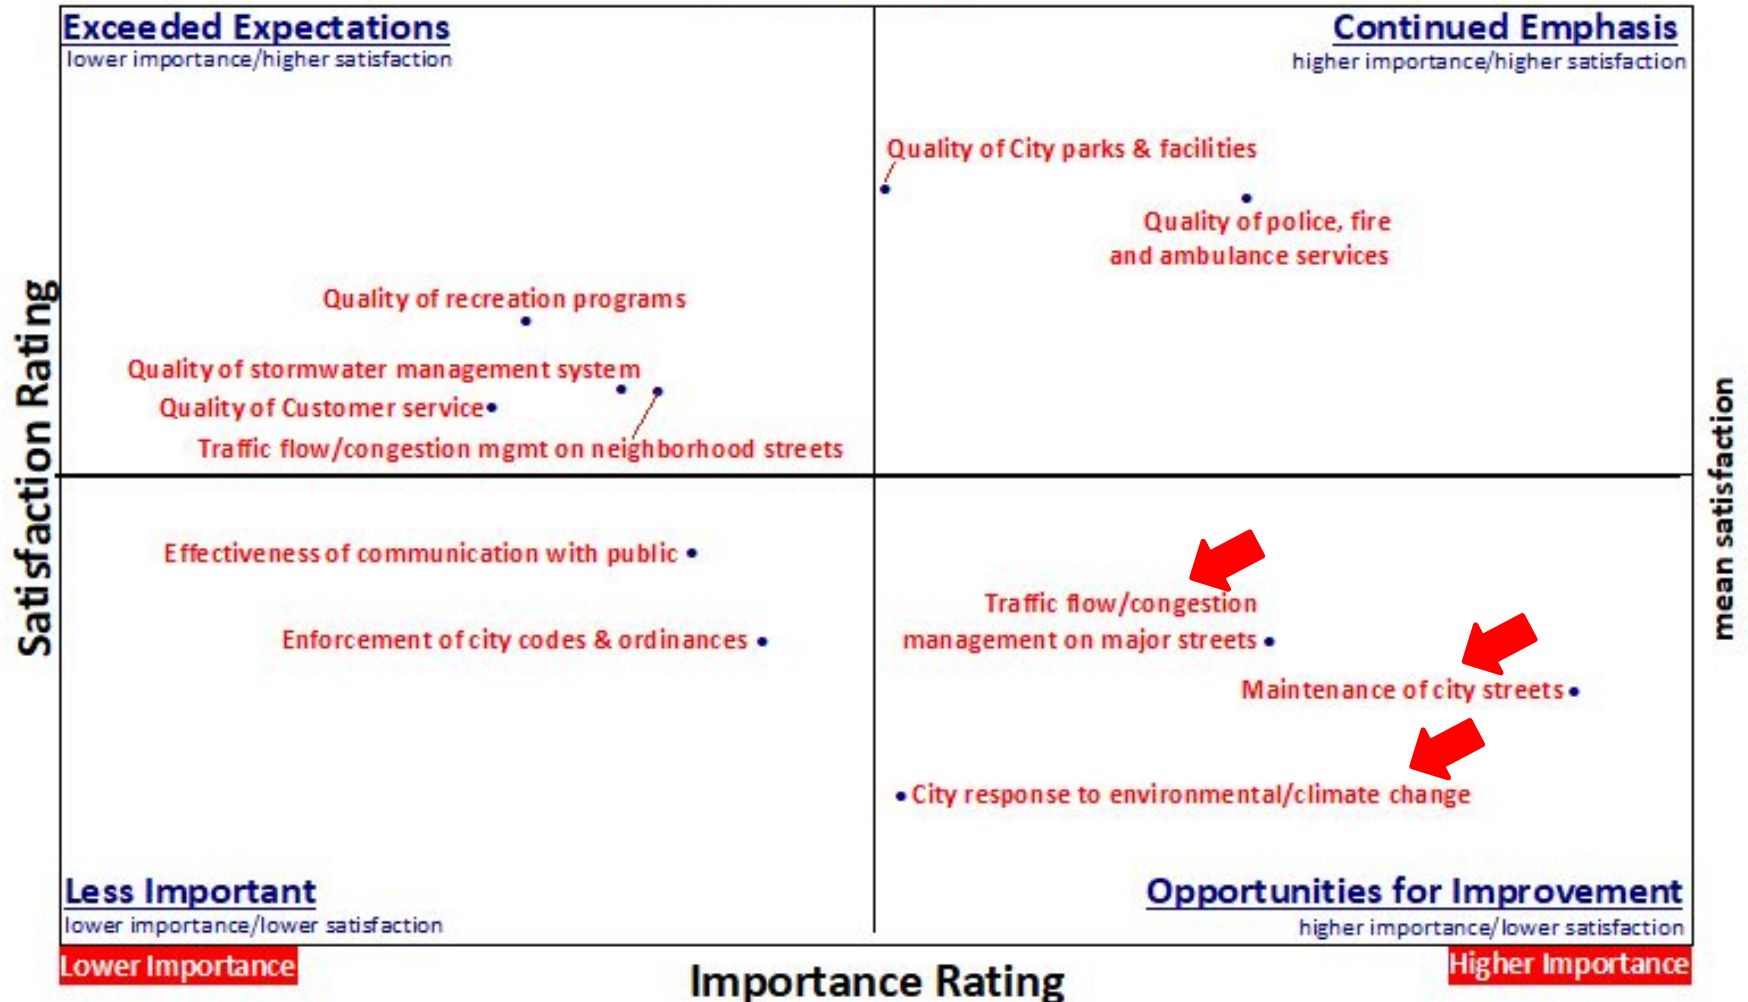 Exceeded Expectations
lower importance/higher satisfaction
Continued Emphasis
higher importance/higher satisfaction
Quality of City parks & facilities
Quality of police, fire
and ambulance services
Quality of recreation programs
Quality of stormwater management system
Quality of Customer service
Traffic flow/congestion mgmt on neighborhood streets
Satisfaction Rating
mean satisfaction
Effectiveness of communication with public
Enforcement of city codes & ordinances
Traffic flow/congestion
management on major streets
Maintenance of city streets
City response to environmental/climate change
Less Important
lower importance/lower satisfaction
Opportunities for Improvement
higher importance/lower satisfaction
Lower Importance
Importance Rating
Higher Importance